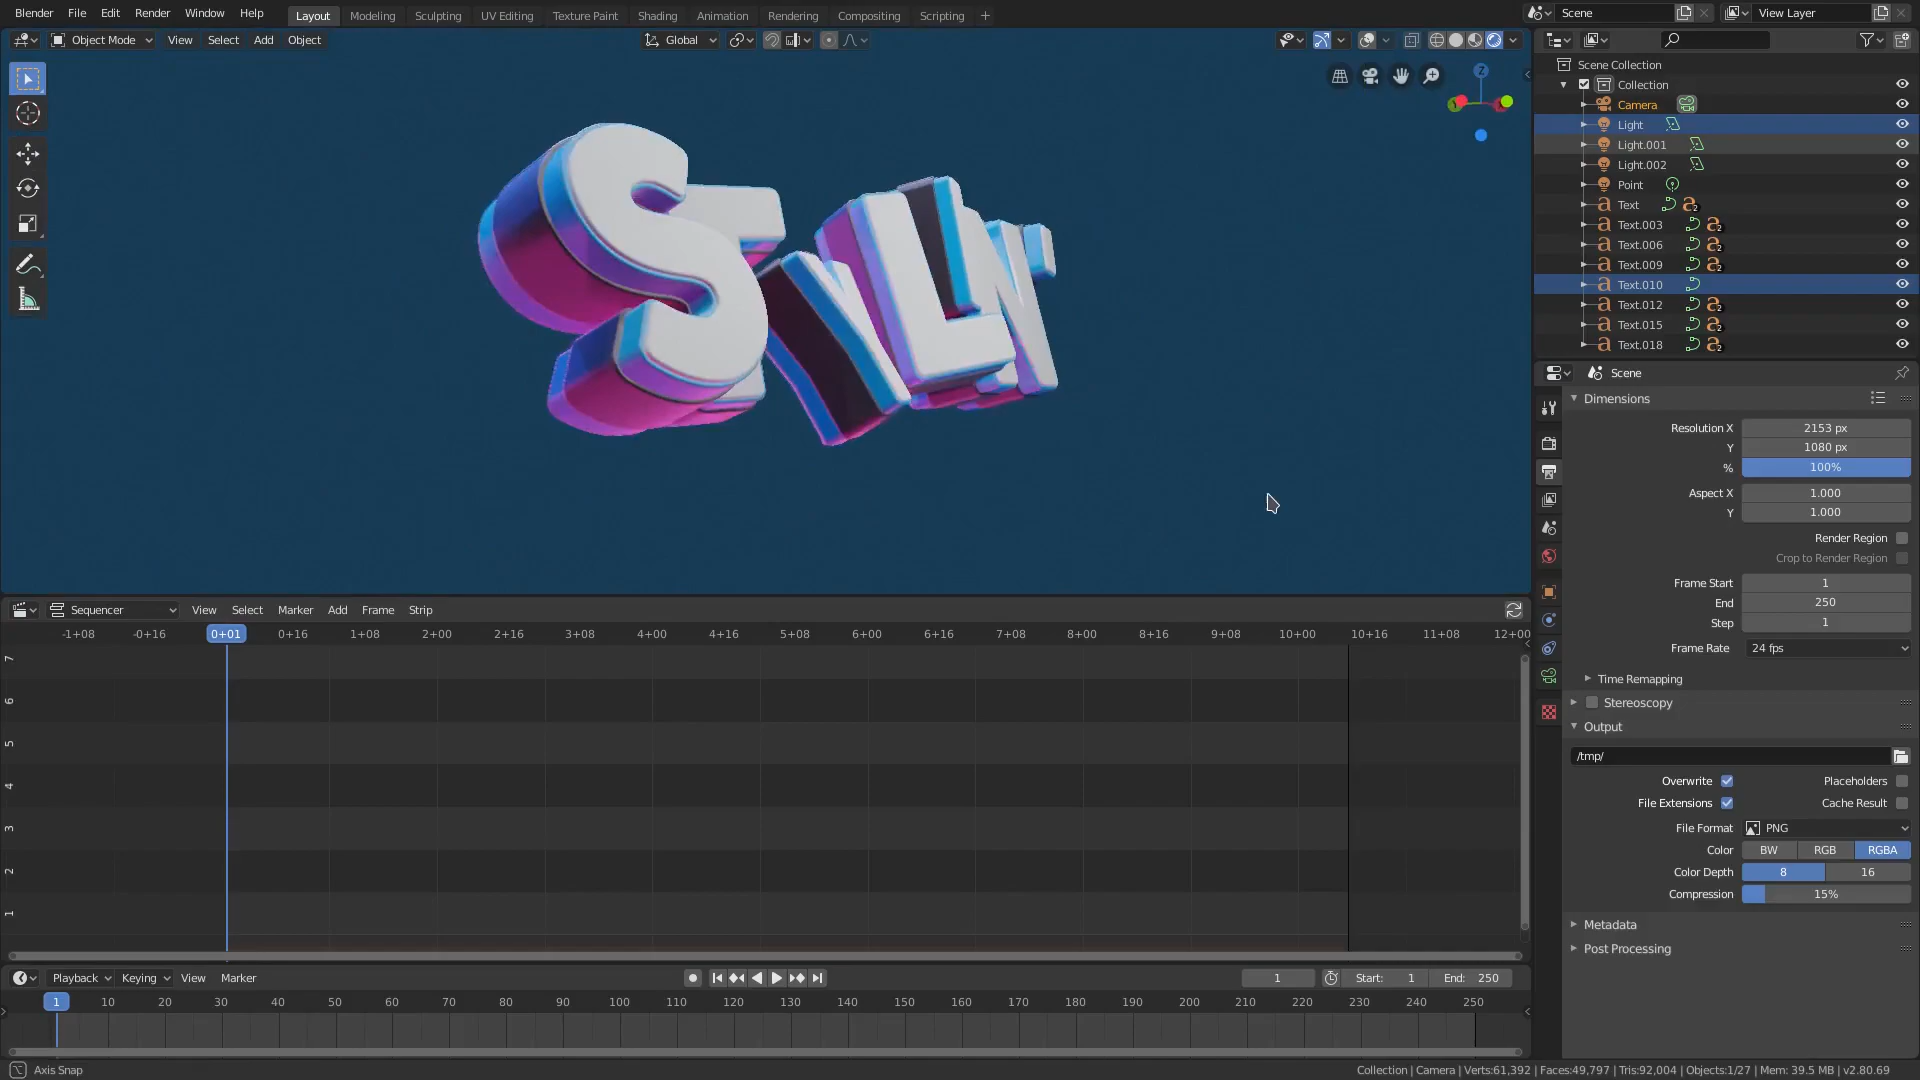 Blender File Edit Render Window Help Layout Modeling Sculpting UV Editing Texture Paint Shading Animation Rendering Compositing Scripting + Scene View Layer
Object Mode View Select Add Object Global
Z
Scene Collection
Collection
Camera
Light
Light.001
Light.002
Point
Text
Text.003
Text.006
Text.009
Text.010
Text.012
Text.015
Text.018
Scene
Dimensions
Resolution X 2153 px
Y 1080 px
% 100%
Aspect X 1.000
Y 1.000
Render Region
Crop to Render Region
Frame Start 1
End 250
Step 1
Frame Rate 24 fps
Time Remapping
Stereoscopy
Output
/tmp/
Overwrite Placeholders
File Extensions Cache Result
File Format PNG
Color BW RGB RGBA
Color Depth 8 16
Compression 15%
Metadata
Post Processing
Sequencer View Select Marker Add Frame Strip
-1+08 -0+16 0+01 0+16 1+08 2+00 2+16 3+08 4+00 4+16 5+08 6+00 6+16 7+08 8+00 8+16 9+08 10+00 10+16 11+08 12+00
7
6
5
4
3
2
1
Playback Keying View Marker 1 Start: 1 End: 250
1 10 20 30 40 50 60 70 80 90 100 110 120 130 140 150 160 170 180 190 200 210 220 230 240 250
Axis Snap Collection | Camera | Verts:61,392 | Faces:49,797 | Tris:92,004 | Objects:1/27 | Mem: 39.5 MB | v2.80.69